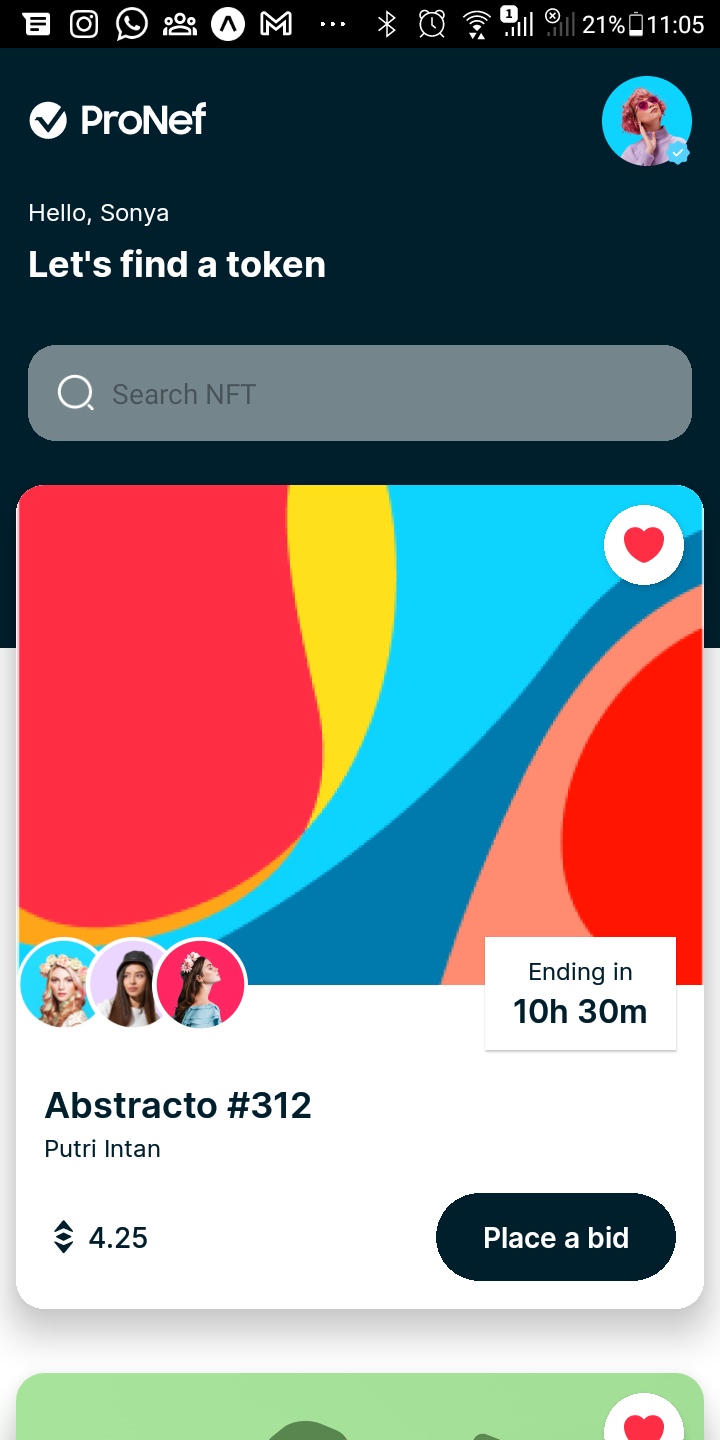 1 21% 11:05
ProNef
Hello, Sonya
Let's find a token
Search NFT
Ending in
10h 30m
Abstracto #312
Putri Intan
4.25
Place a bid